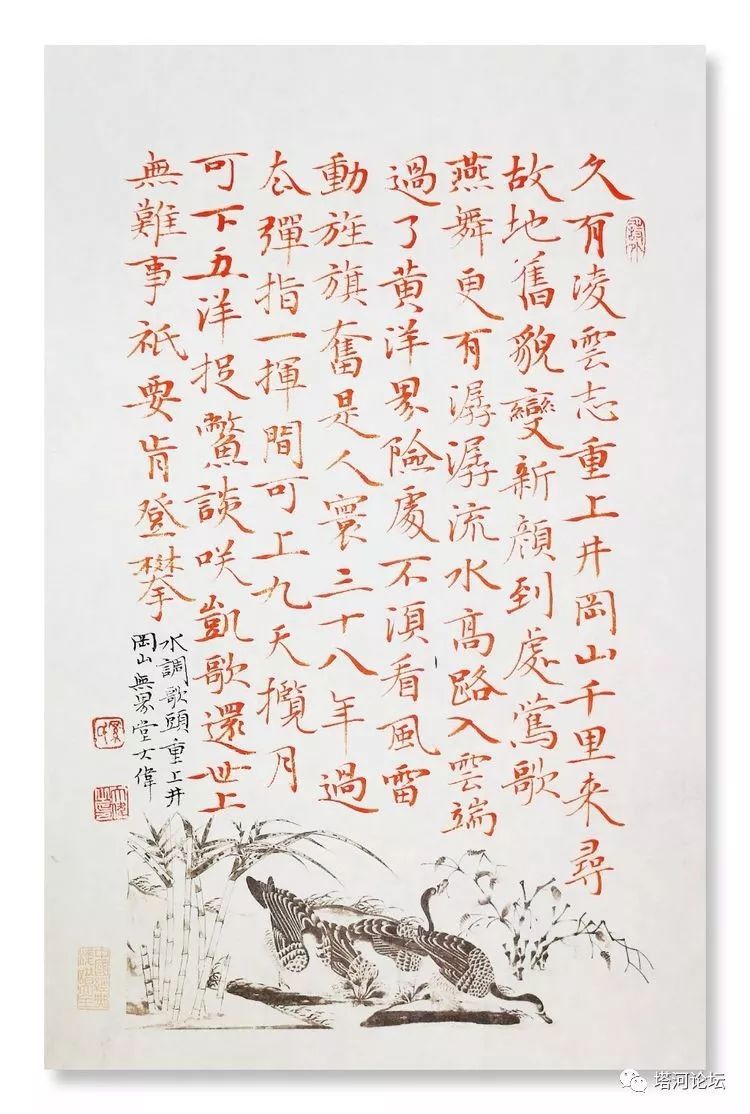 久有淩雲志重上井岡山千里来尋
故地舊貌變新顔到處鶯歌
燕舞更有潺潺流水高路入雲端
過了黄洋界險處不湏看風雷
動旌旗奮是人寰三十八年過
去彈指一揮間可上九天攬月
可下五洋捉鱉談咲凱歌還世上
無難事祇要肯登攀
水調歌頭重上井
岡山無界堂大偉
塔河论坛